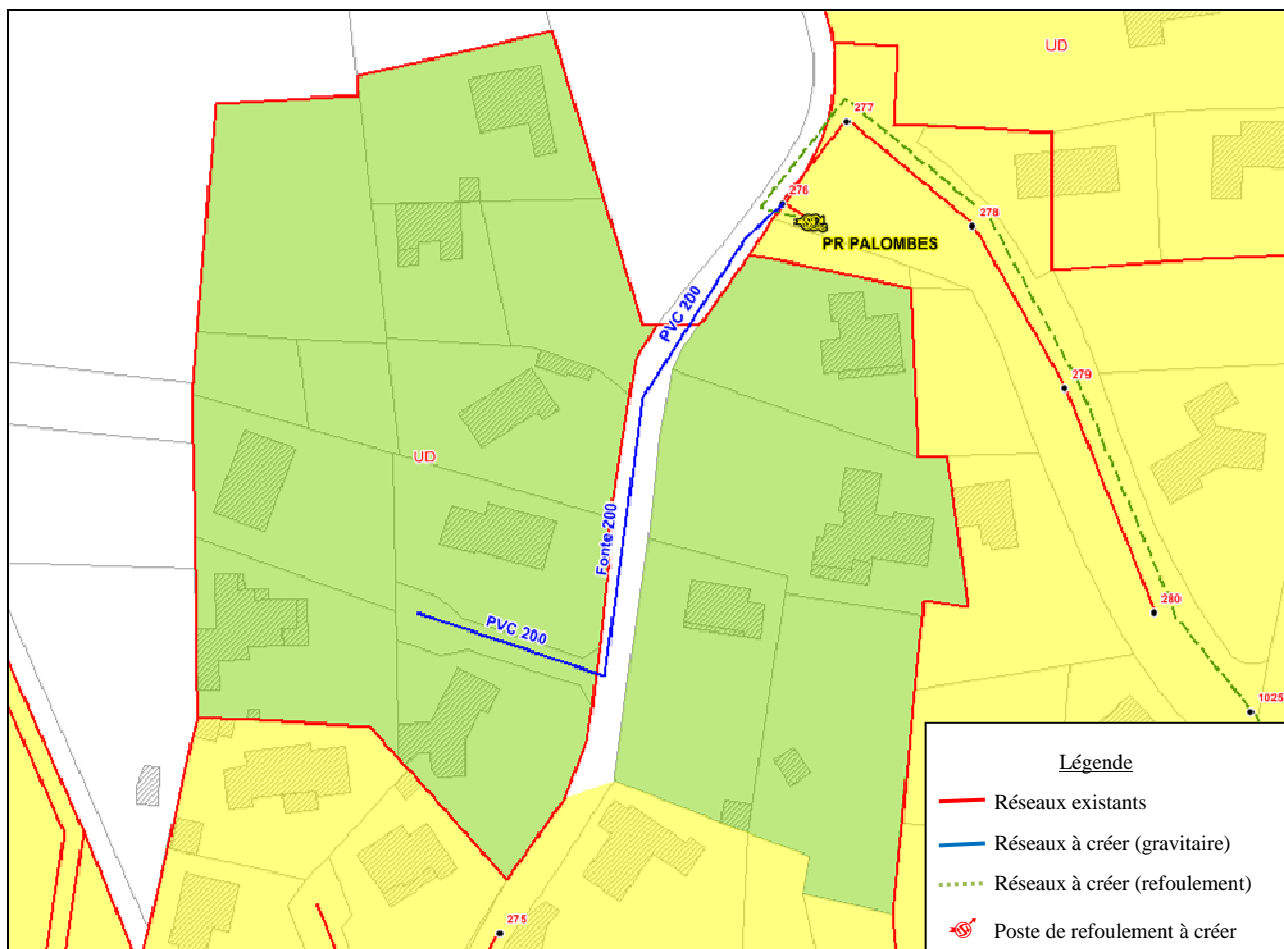 UD
277
276
278
PR PALOMBES
PVC 200
279
UD
Fonte 200
280
PVC 200
1025
275
Légende
Réseaux existants
Réseaux à créer (gravitaire)
Réseaux à créer (refoulement)
Poste de refoulement à créer